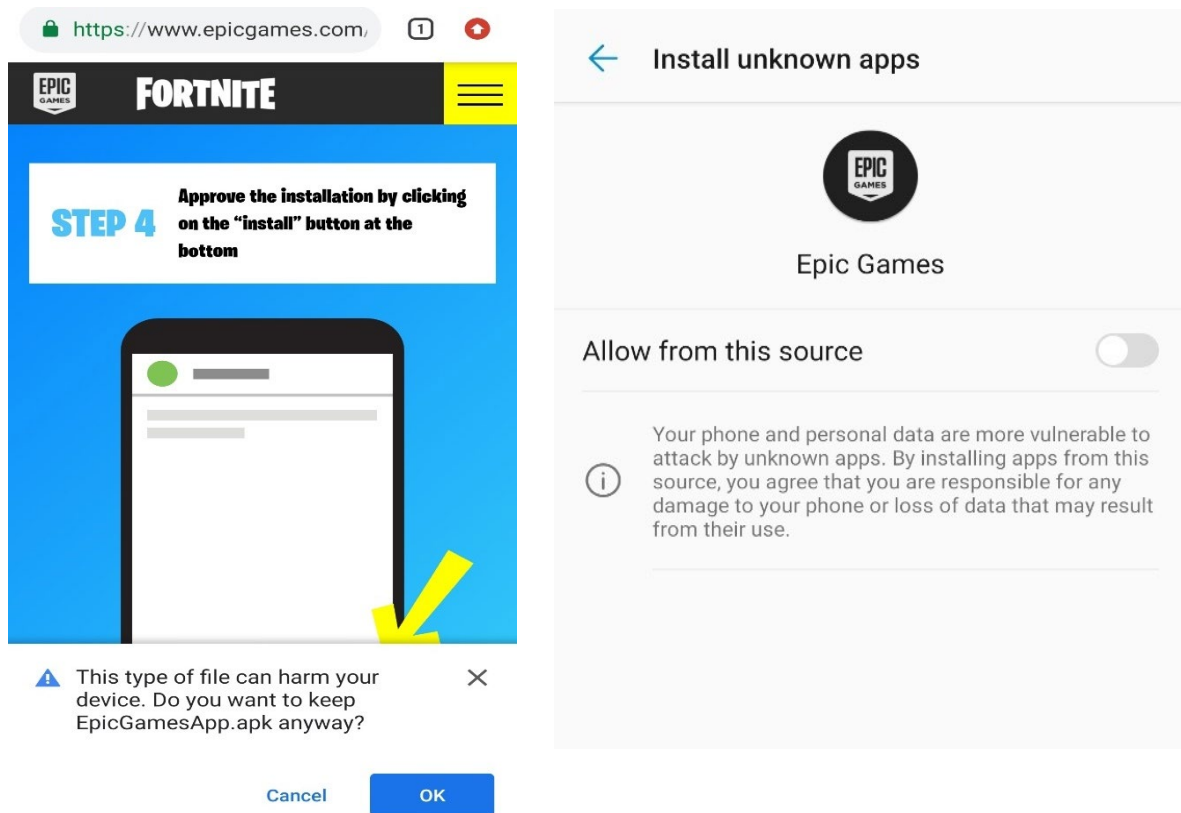 https://www.epicgames.com/
1
EPIC
GAMES
FORTNITE
STEP 4
Approve the installation by clicking
on the “install” button at the
bottom
This type of file can harm your
device. Do you want to keep
EpicGamesApp.apk anyway?
Cancel
OK
Install unknown apps
EPIC
GAMES
Epic Games
Allow from this source
Your phone and personal data are more vulnerable to
attack by unknown apps. By installing apps from this
source, you agree that you are responsible for any
damage to your phone or loss of data that may result
from their use.